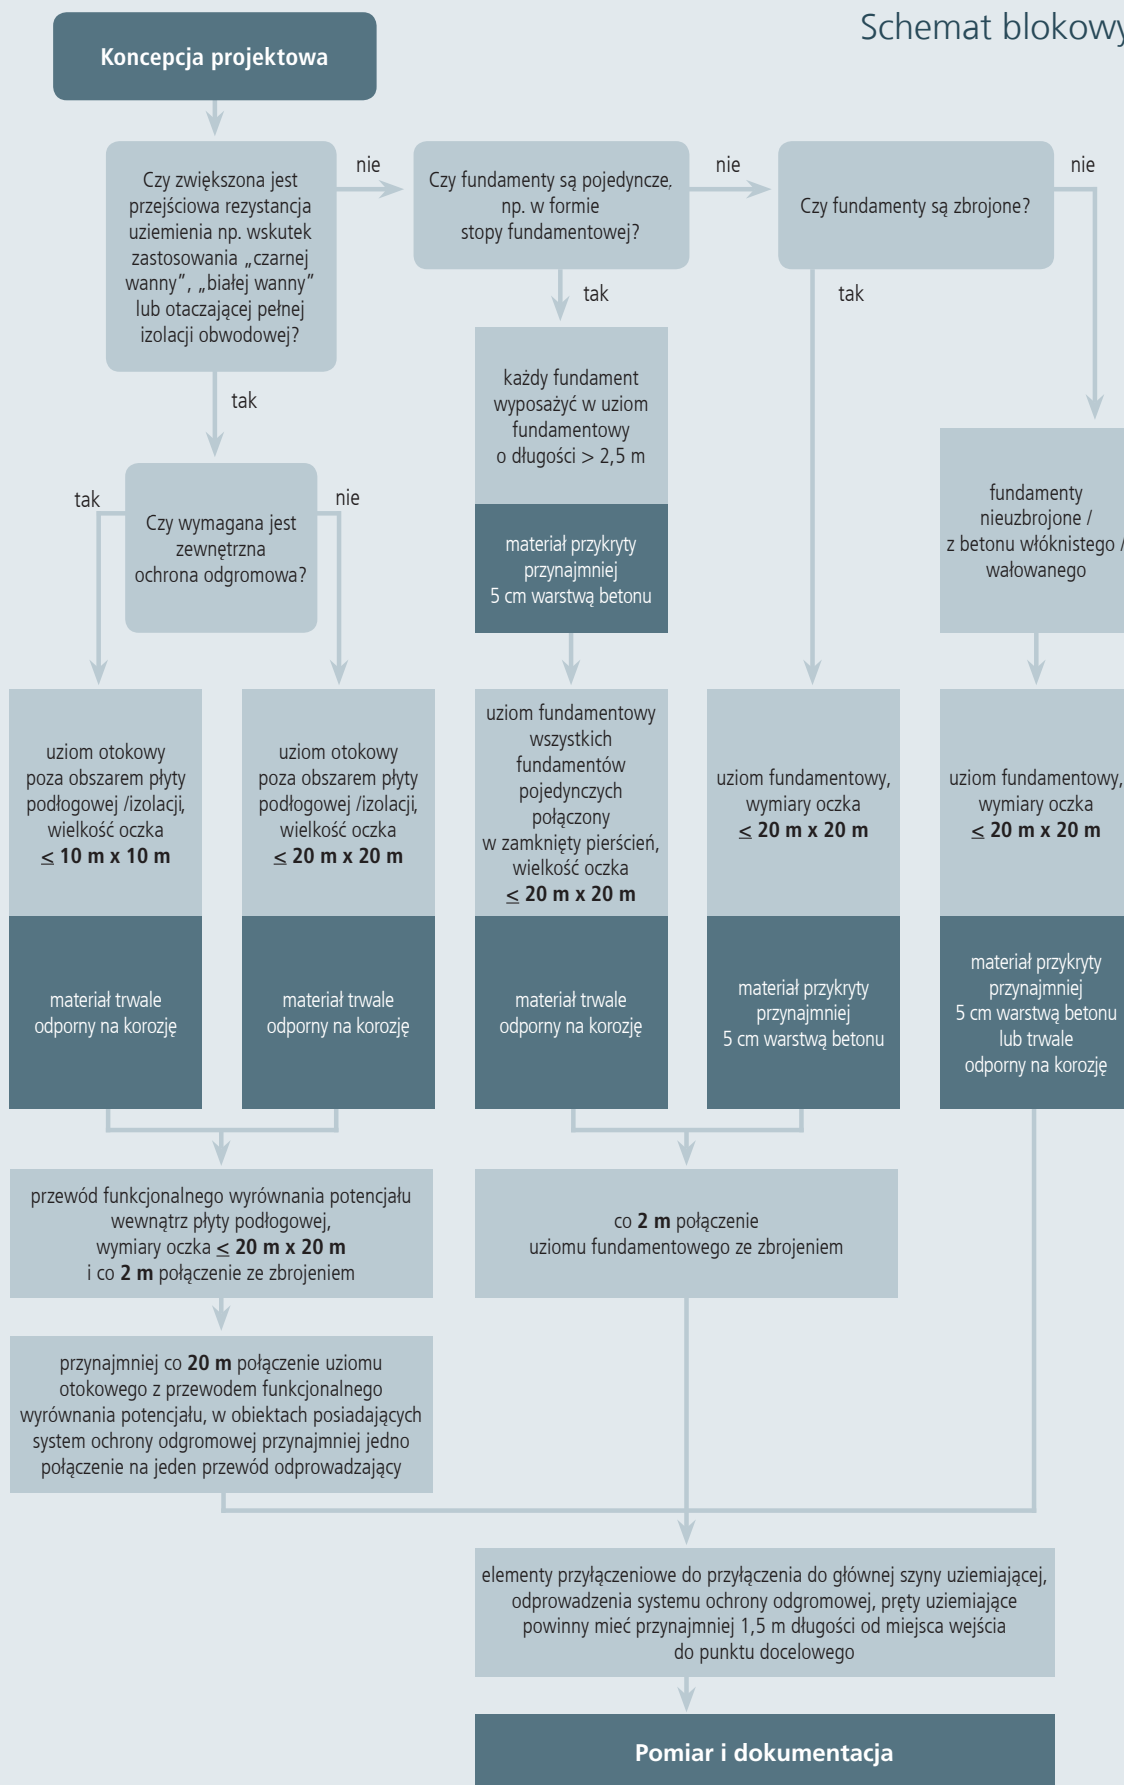 Schemat blokowy
Koncepcja projektowa
Czy zwiększona jest
przejściowa rezystancja
uziemienia np. wskutek
zastosowania „czarnej
wanny”, „białej wanny”
lub otaczającej pełnej
izolacji obwodowej?
nie
Czy fundamenty są pojedyncze,
np. w formie
stopy fundamentowej?
nie
Czy fundamenty są zbrojone?
nie
tak
tak
tak
każdy fundament
wyposażyć w uziom
fundamentowy
o długości > 2,5 m
materiał przykryty
przynajmniej
5 cm warstwą betonu
fundamenty
nieuzbrojone /
z betonu włóknistego /
wałowanego
tak
Czy wymagana jest
zewnętrzna
ochrona odgromowa?
nie
uziom otokowy
poza obszarem płyty
podłogowej /izolacji,
wielkość oczka
≤ 10 m x 10 m
materiał trwale
odporny na korozję
uziom otokowy
poza obszarem płyty
podłogowej /izolacji,
wielkość oczka
≤ 20 m x 20 m
materiał trwale
odporny na korozję
uziom fundamentowy
wszystkich
fundamentów
pojedynczych
połączony
w zamknięty pierścień,
wielkość oczka
≤ 20 m x 20 m
materiał trwale
odporny na korozję
uziom fundamentowy,
wymiary oczka
≤ 20 m x 20 m
materiał przykryty
przynajmniej
5 cm warstwą betonu
uziom fundamentowy,
wymiary oczka
≤ 20 m x 20 m
materiał przykryty
przynajmniej
5 cm warstwą betonu
lub trwale
odporny na korozję
przewód funkcjonalnego wyrównania potencjału
wewnątrz płyty podłogowej,
wymiary oczka ≤ 20 m x 20 m
i co 2 m połączenie ze zbrojeniem
co 2 m połączenie
uziomu fundamentowego ze zbrojeniem
przynajmniej co 20 m połączenie uziomu
otokowego z przewodem funkcjonalnego
wyrównania potencjału, w obiektach posiadających
system ochrony odgromowej przynajmniej jedno
połączenie na jeden przewód odprowadzający
elementy przyłączeniowe do przyłączenia do głównej szyny uziemiającej,
odprowadzenia systemu ochrony odgromowej, pręty uziemiające
powinny mieć przynajmniej 1,5 m długości od miejsca wejścia
do punktu docelowego
Pomiar i dokumentacja